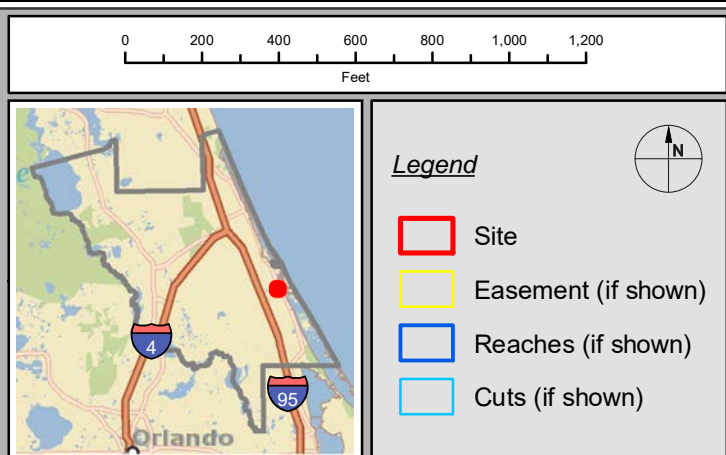 0 200 400 600 800 1,000 1,200
Feet
4
95
Orlando
Legend
N
Site
Easement (if shown)
Reaches (if shown)
Cuts (if shown)